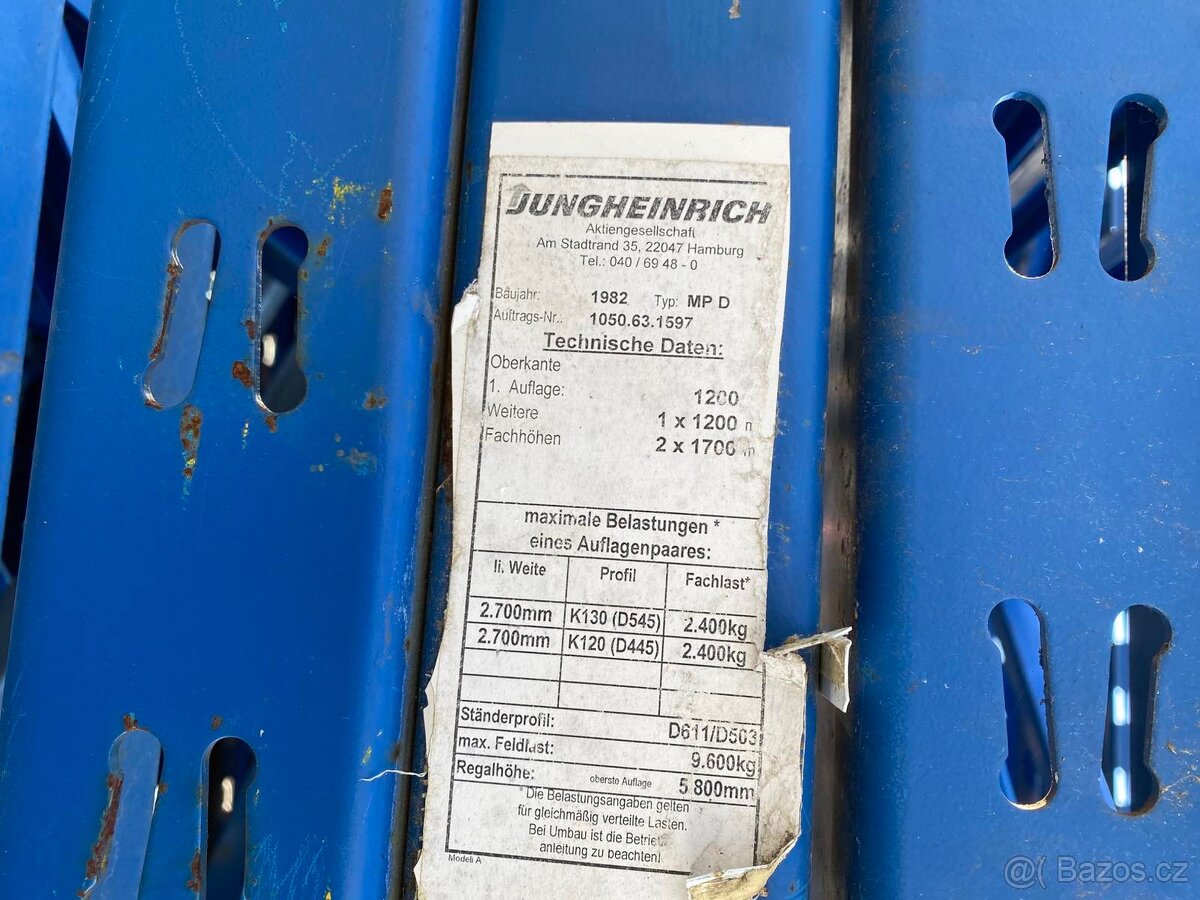 JUNGHEINRICH
Aktiengesellschaft
Am Stadtrand 35, 22047 Hamburg
Tel.: 040 / 69 48 - 0
Baujahr: 1982 Typ: MP D
Auftrags-Nr.: 1050.63.1597
Technische Daten:
Oberkante
1. Auflage: 1200
Weitere 1 x 1200
Fachhöhen 2 x 1700
maximale Belastungen *
eines Auflagenpaares:
li. Weite Profil Fachlast*
2.700mm K130 (D545) 2.400kg
2.700mm K120 (D445) 2.400kg
Ständerprofil: D611/D503
max. Feldlast: 9.600kg
Regalhöhe: oberste Auflage 5.800mm
*Die Belastungsangaben gelten
für gleichmäßig verteilte Lasten.
Bei Umbau ist die
anleitung zu beachten!
Modell A
@( Bazos.cz